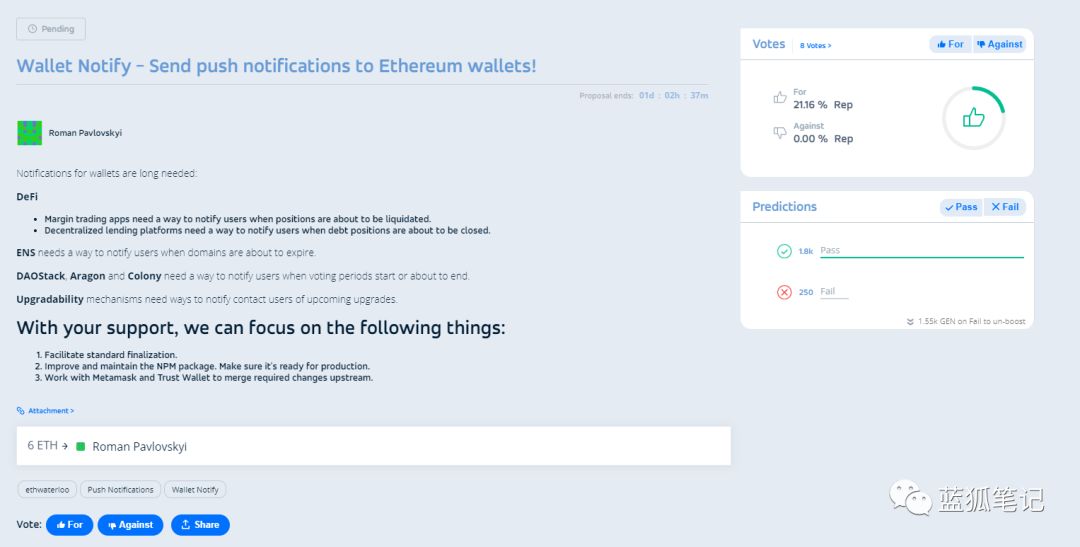 Pending
Wallet Notify - Send push notifications to Ethereum wallets!
Proposal ends: 01d : 02h : 37m
Roman Pavlovskyi
Notifications for wallets are long needed:
DeFi
• Margin trading apps need a way to notify users when positions are about to be liquidated.
• Decentralized lending platforms need a way to notify users when debt positions are about to be closed.
ENS needs a way to notify users when domains are about to expire.
DAOStack, Aragon and Colony need a way to notify users when voting periods start or about to end.
Upgradability mechanisms need ways to notify contact users of upcoming upgrades.
With your support, we can focus on the following things:
1. Facilitate standard finalization.
2. Improve and maintain the NPM package. Make sure it's ready for production.
3. Work with Metamask and Trust Wallet to merge required changes upstream.
Attachment >
6 ETH → Roman Pavlovskyi
ethwaterloo Push Notifications Wallet Notify
Vote: For Against Share
Votes 8 Votes > For Against
For
21.16 % Rep
Against
0.00 % Rep
Predictions Pass Fail
1.8k Pass
250 Fail
1.55k GEN on Fail to un-boost
蓝狐笔记